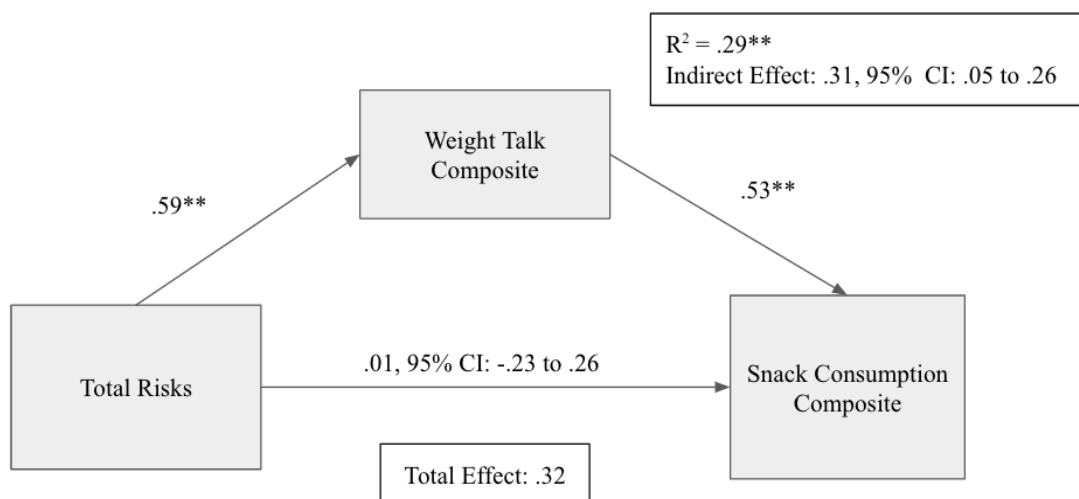 R² = .29**
Indirect Effect: .31, 95% CI: .05 to .26
Weight Talk
Composite
.59**
.53**
.01, 95% CI: -.23 to .26
Total Risks
Snack Consumption
Composite
Total Effect: .32